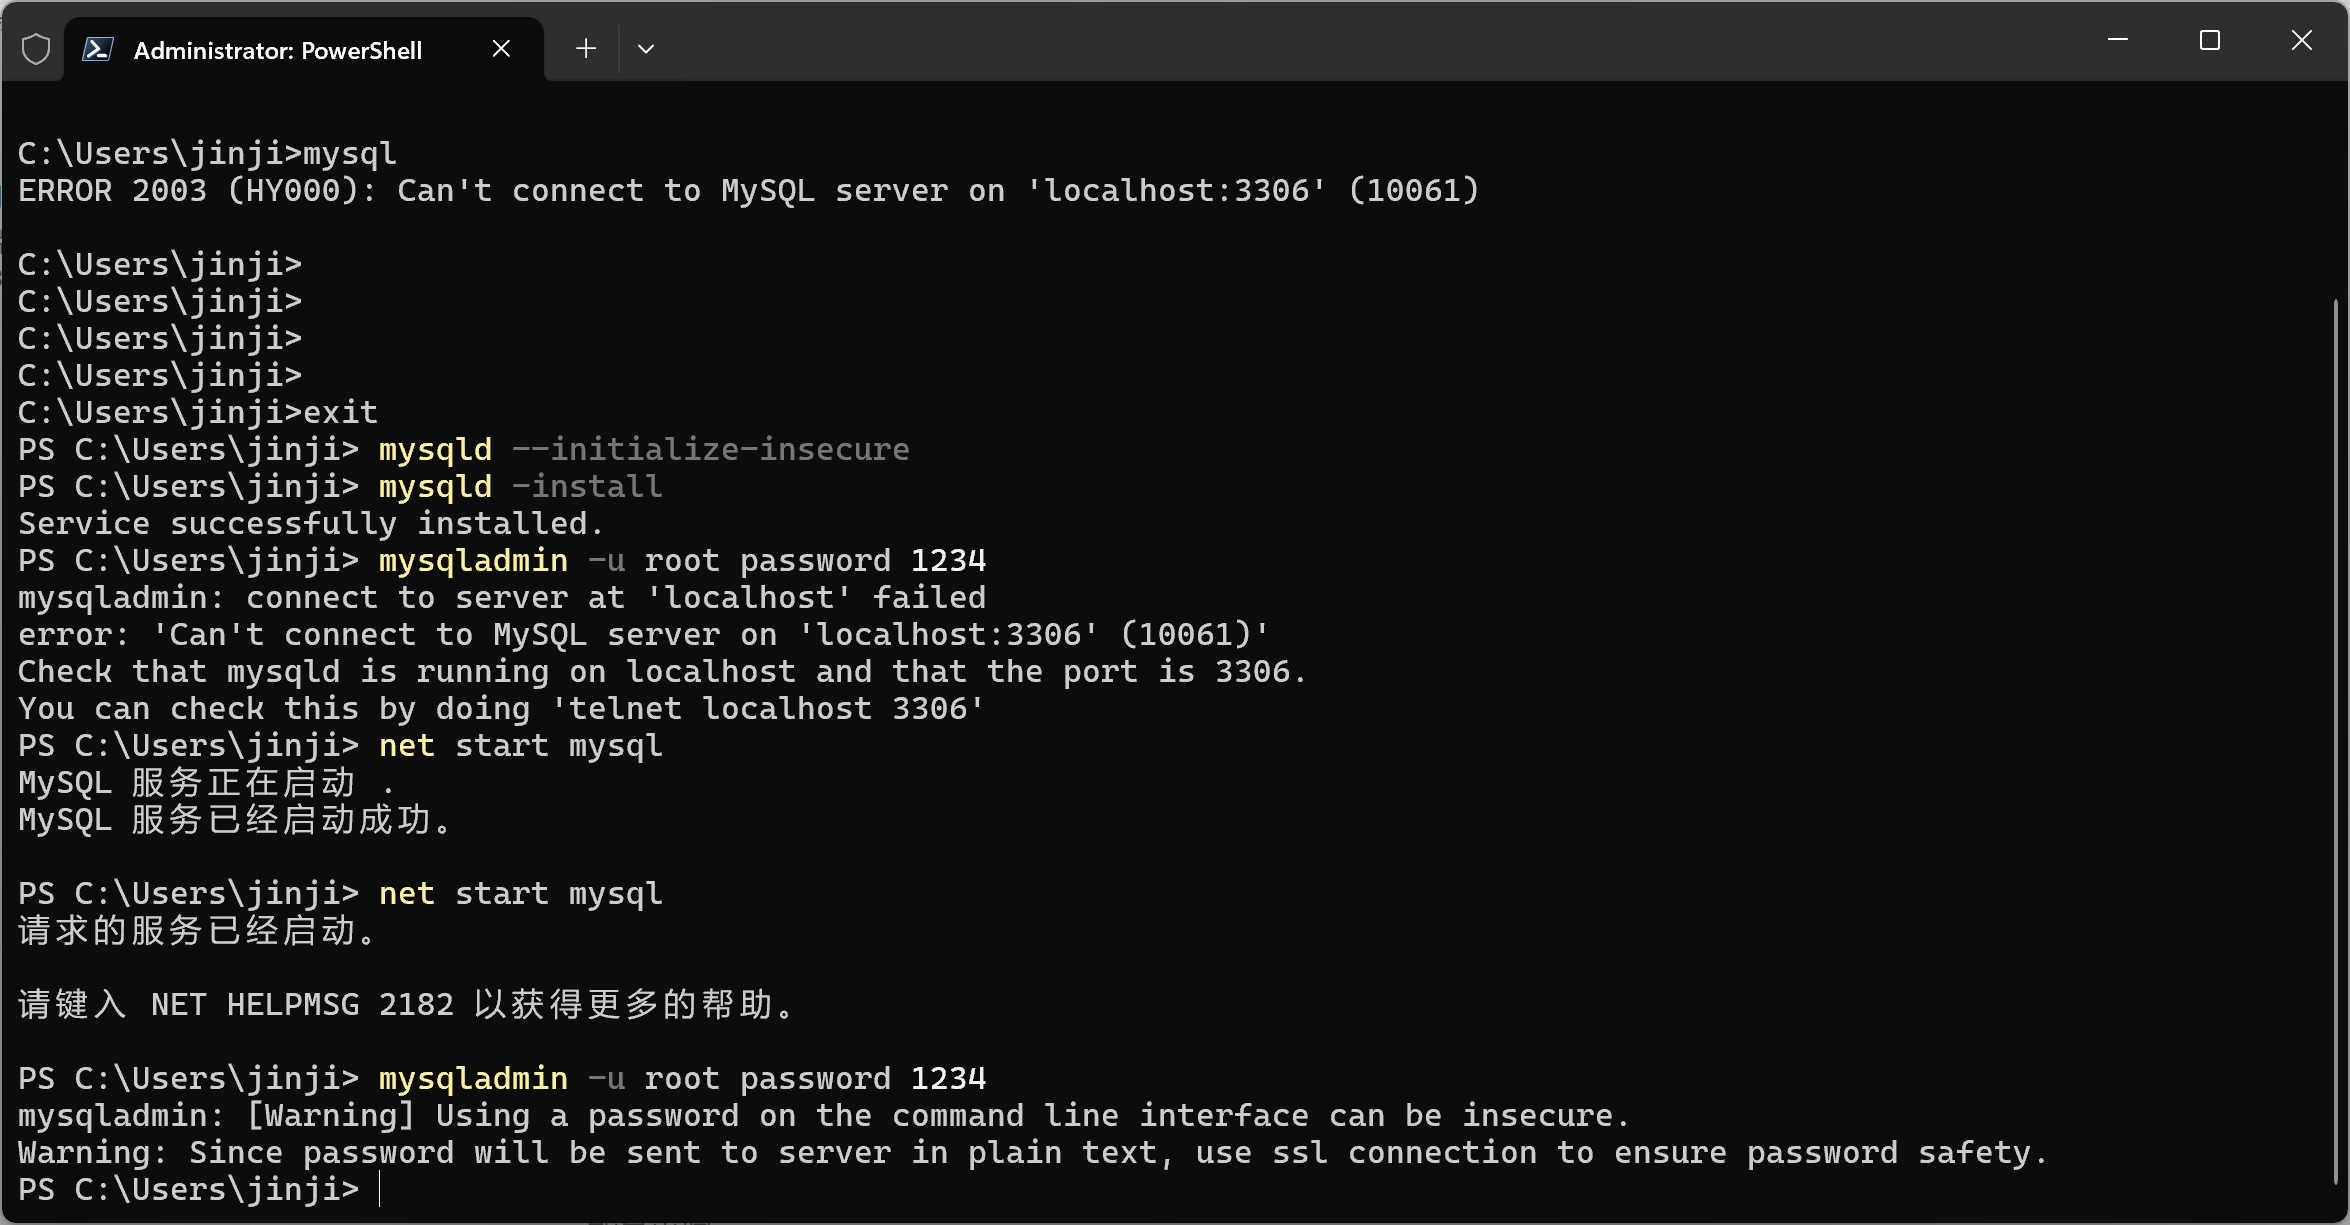 Administrator: PowerShell
C:\Users\jinji>mysql
ERROR 2003 (HY000): Can't connect to MySQL server on 'localhost:3306' (10061)
C:\Users\jinji>
C:\Users\jinji>
C:\Users\jinji>
C:\Users\jinji>
C:\Users\jinji>exit
PS C:\Users\jinji> mysqld --initialize-insecure
PS C:\Users\jinji> mysqld -install
Service successfully installed.
PS C:\Users\jinji> mysqladmin -u root password 1234
mysqladmin: connect to server at 'localhost' failed
error: 'Can't connect to MySQL server on 'localhost:3306' (10061)'
Check that mysqld is running on localhost and that the port is 3306.
You can check this by doing 'telnet localhost 3306'
PS C:\Users\jinji> net start mysql
MySQL 服务正在启动 .
MySQL 服务已经启动成功。
PS C:\Users\jinji> net start mysql
请求的服务已经启动。
请键入 NET HELPMSG 2182 以获得更多的帮助。
PS C:\Users\jinji> mysqladmin -u root password 1234
mysqladmin: [Warning] Using a password on the command line interface can be insecure.
Warning: Since password will be sent to server in plain text, use ssl connection to ensure password safety.
PS C:\Users\jinji>